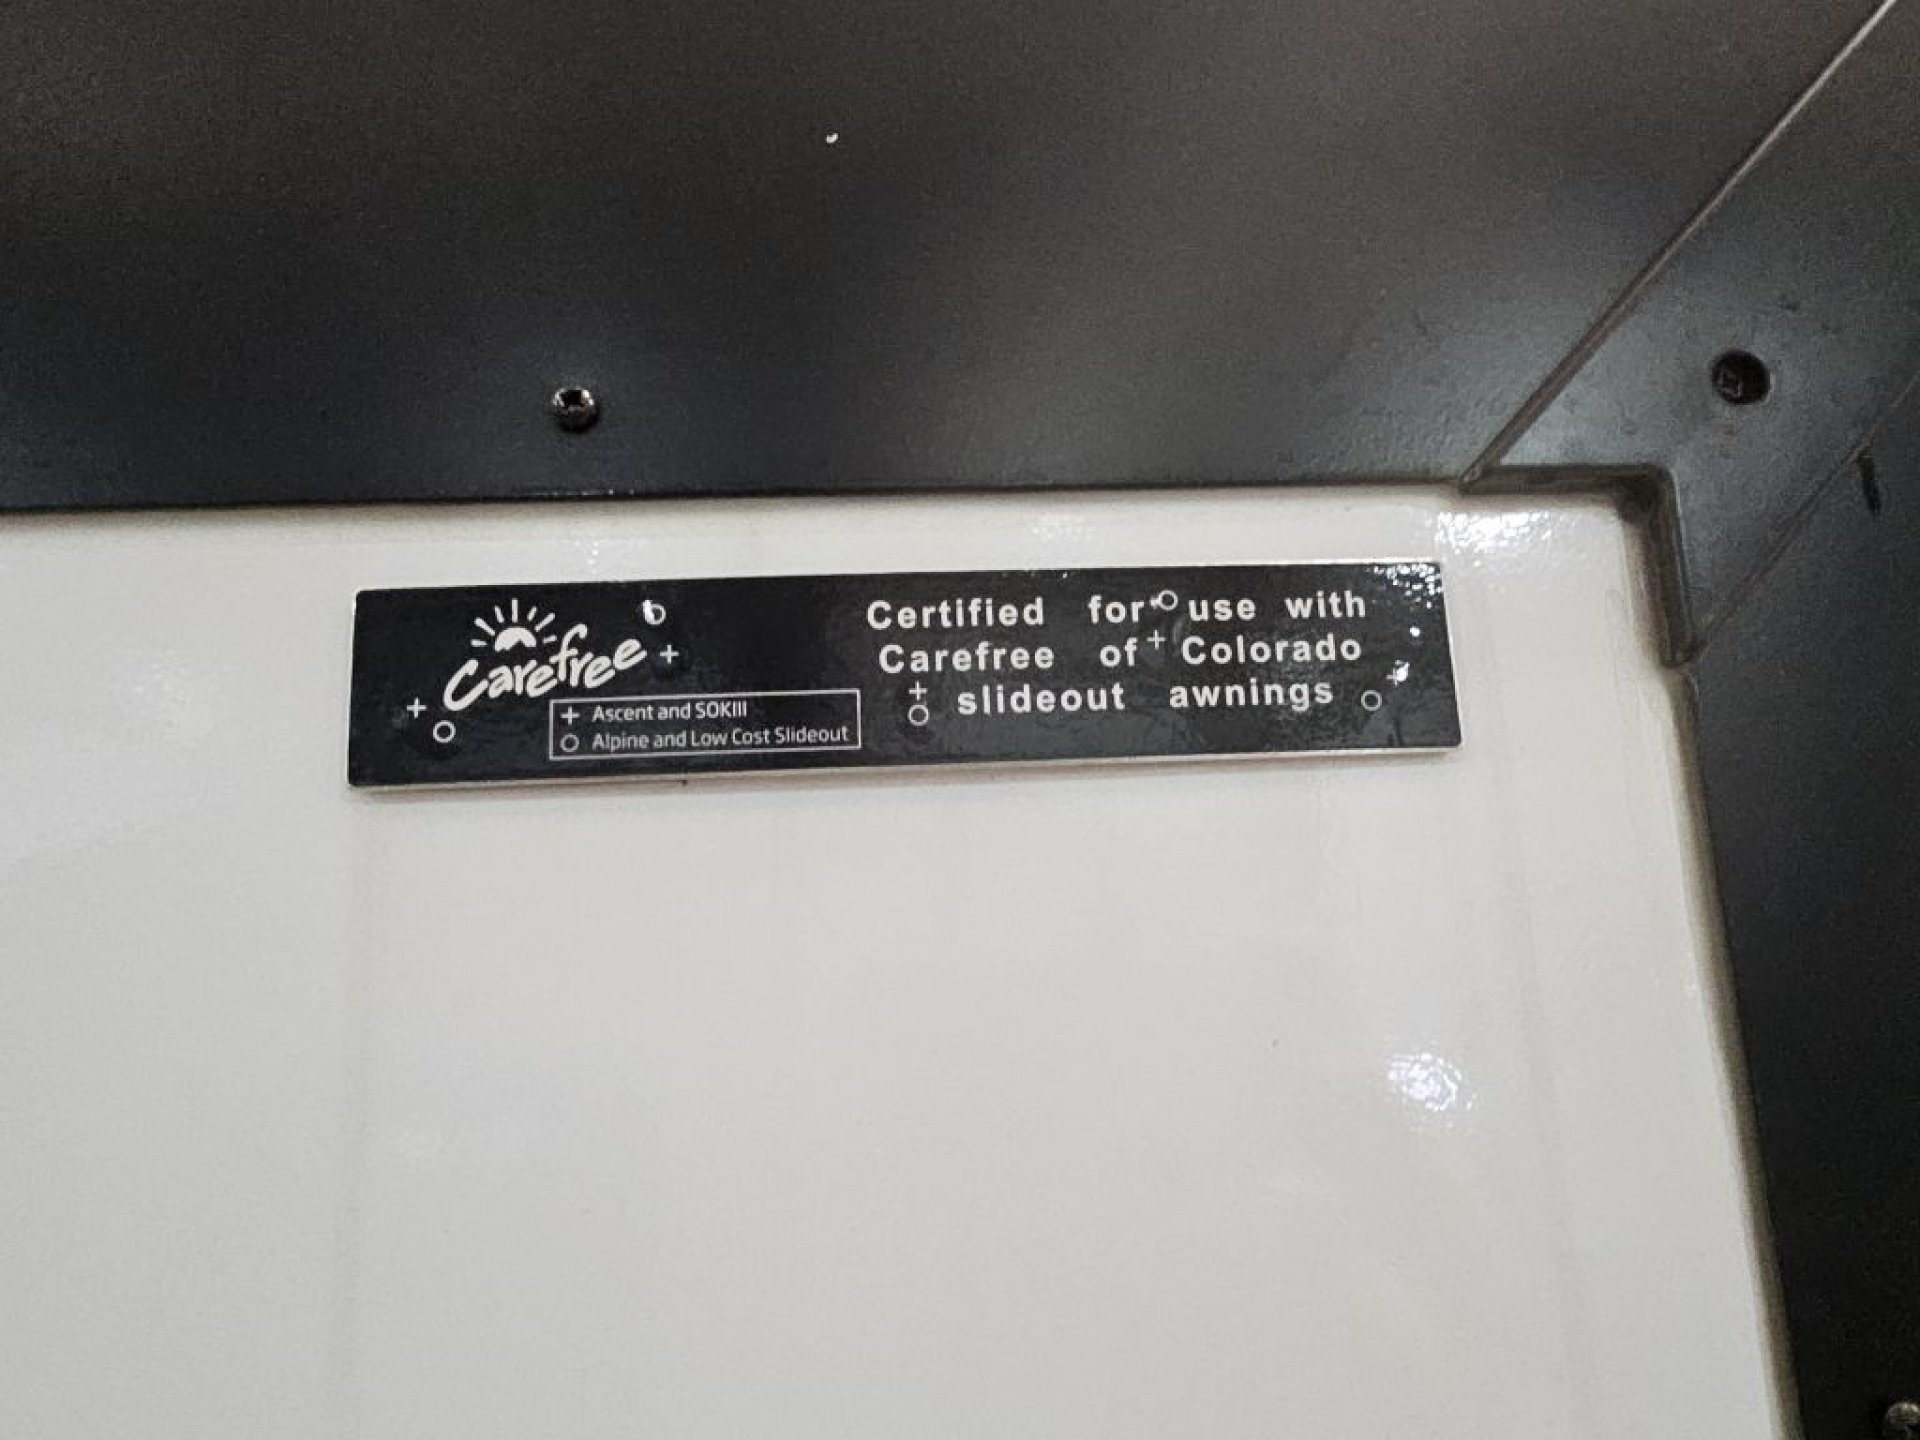 Carefree
+ Ascent and SOKIII
O Alpine and Low Cost Slideout
Certified for use with
Carefree of Colorado
slideout awnings